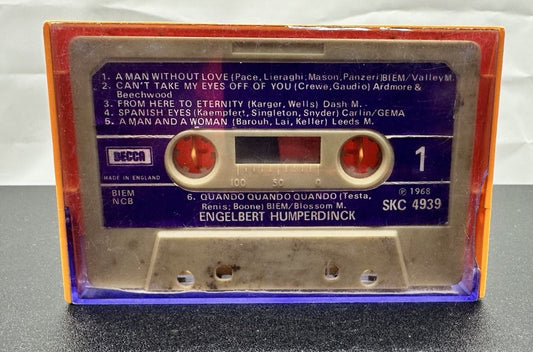 1. A MAN WITHOUT LOVE (Pace, Lieraghi; Mason, Panzeri)BIEM/Valley M.
2. CAN'T TAKE MY EYES OFF OF YOU (Crewe, Gaudio) Ardmore &
Beechwood
3. FROM HERE TO ETERNITY (Karger, Wells) Dash M.
4. SPANISH EYES (Kaempfert, Singleton, Snyder) Carlin/GEMA
5. A MAN AND A WOMAN (Barouh, Lai, Keller) Leeds M.
DECCA
MADE IN ENGLAND
1
100 50 0
BIEM
NCB
6. QUANDO QUANDO QUANDO (Testa,
Renis; Boone) BIEM/Blossom M.
ENGELBERT HUMPERDINCK
℗ 1968
SKC 4939